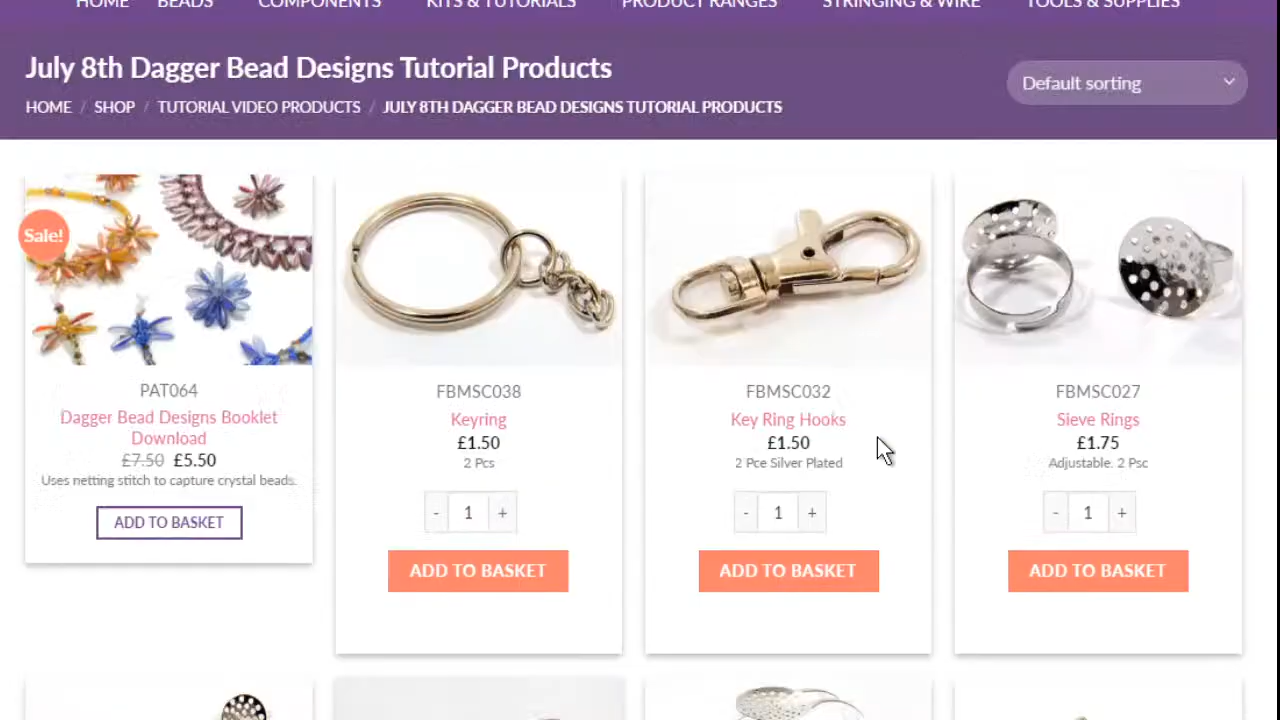 HOME BEADS COMPONENTS KITS & TUTORIALS PRODUCT RANGES STRINGING & WIRE TOOLS & SUPPLIES
July 8th Dagger Bead Designs Tutorial Products
Default sorting
HOME / SHOP / TUTORIAL VIDEO PRODUCTS / JULY 8TH DAGGER BEAD DESIGNS TUTORIAL PRODUCTS
Sale!
PAT064
Dagger Bead Designs Booklet
Download
£7.50 £5.50
Uses netting stitch to capture crystal beads.
ADD TO BASKET
FBMSC038
Keyring
£1.50
2 Pcs
- 1 +
ADD TO BASKET
FBMSC032
Key Ring Hooks
£1.50
2 Pce Silver Plated
- 1 +
ADD TO BASKET
FBMSC027
Sieve Rings
£1.75
Adjustable. 2 Psc
- 1 +
ADD TO BASKET